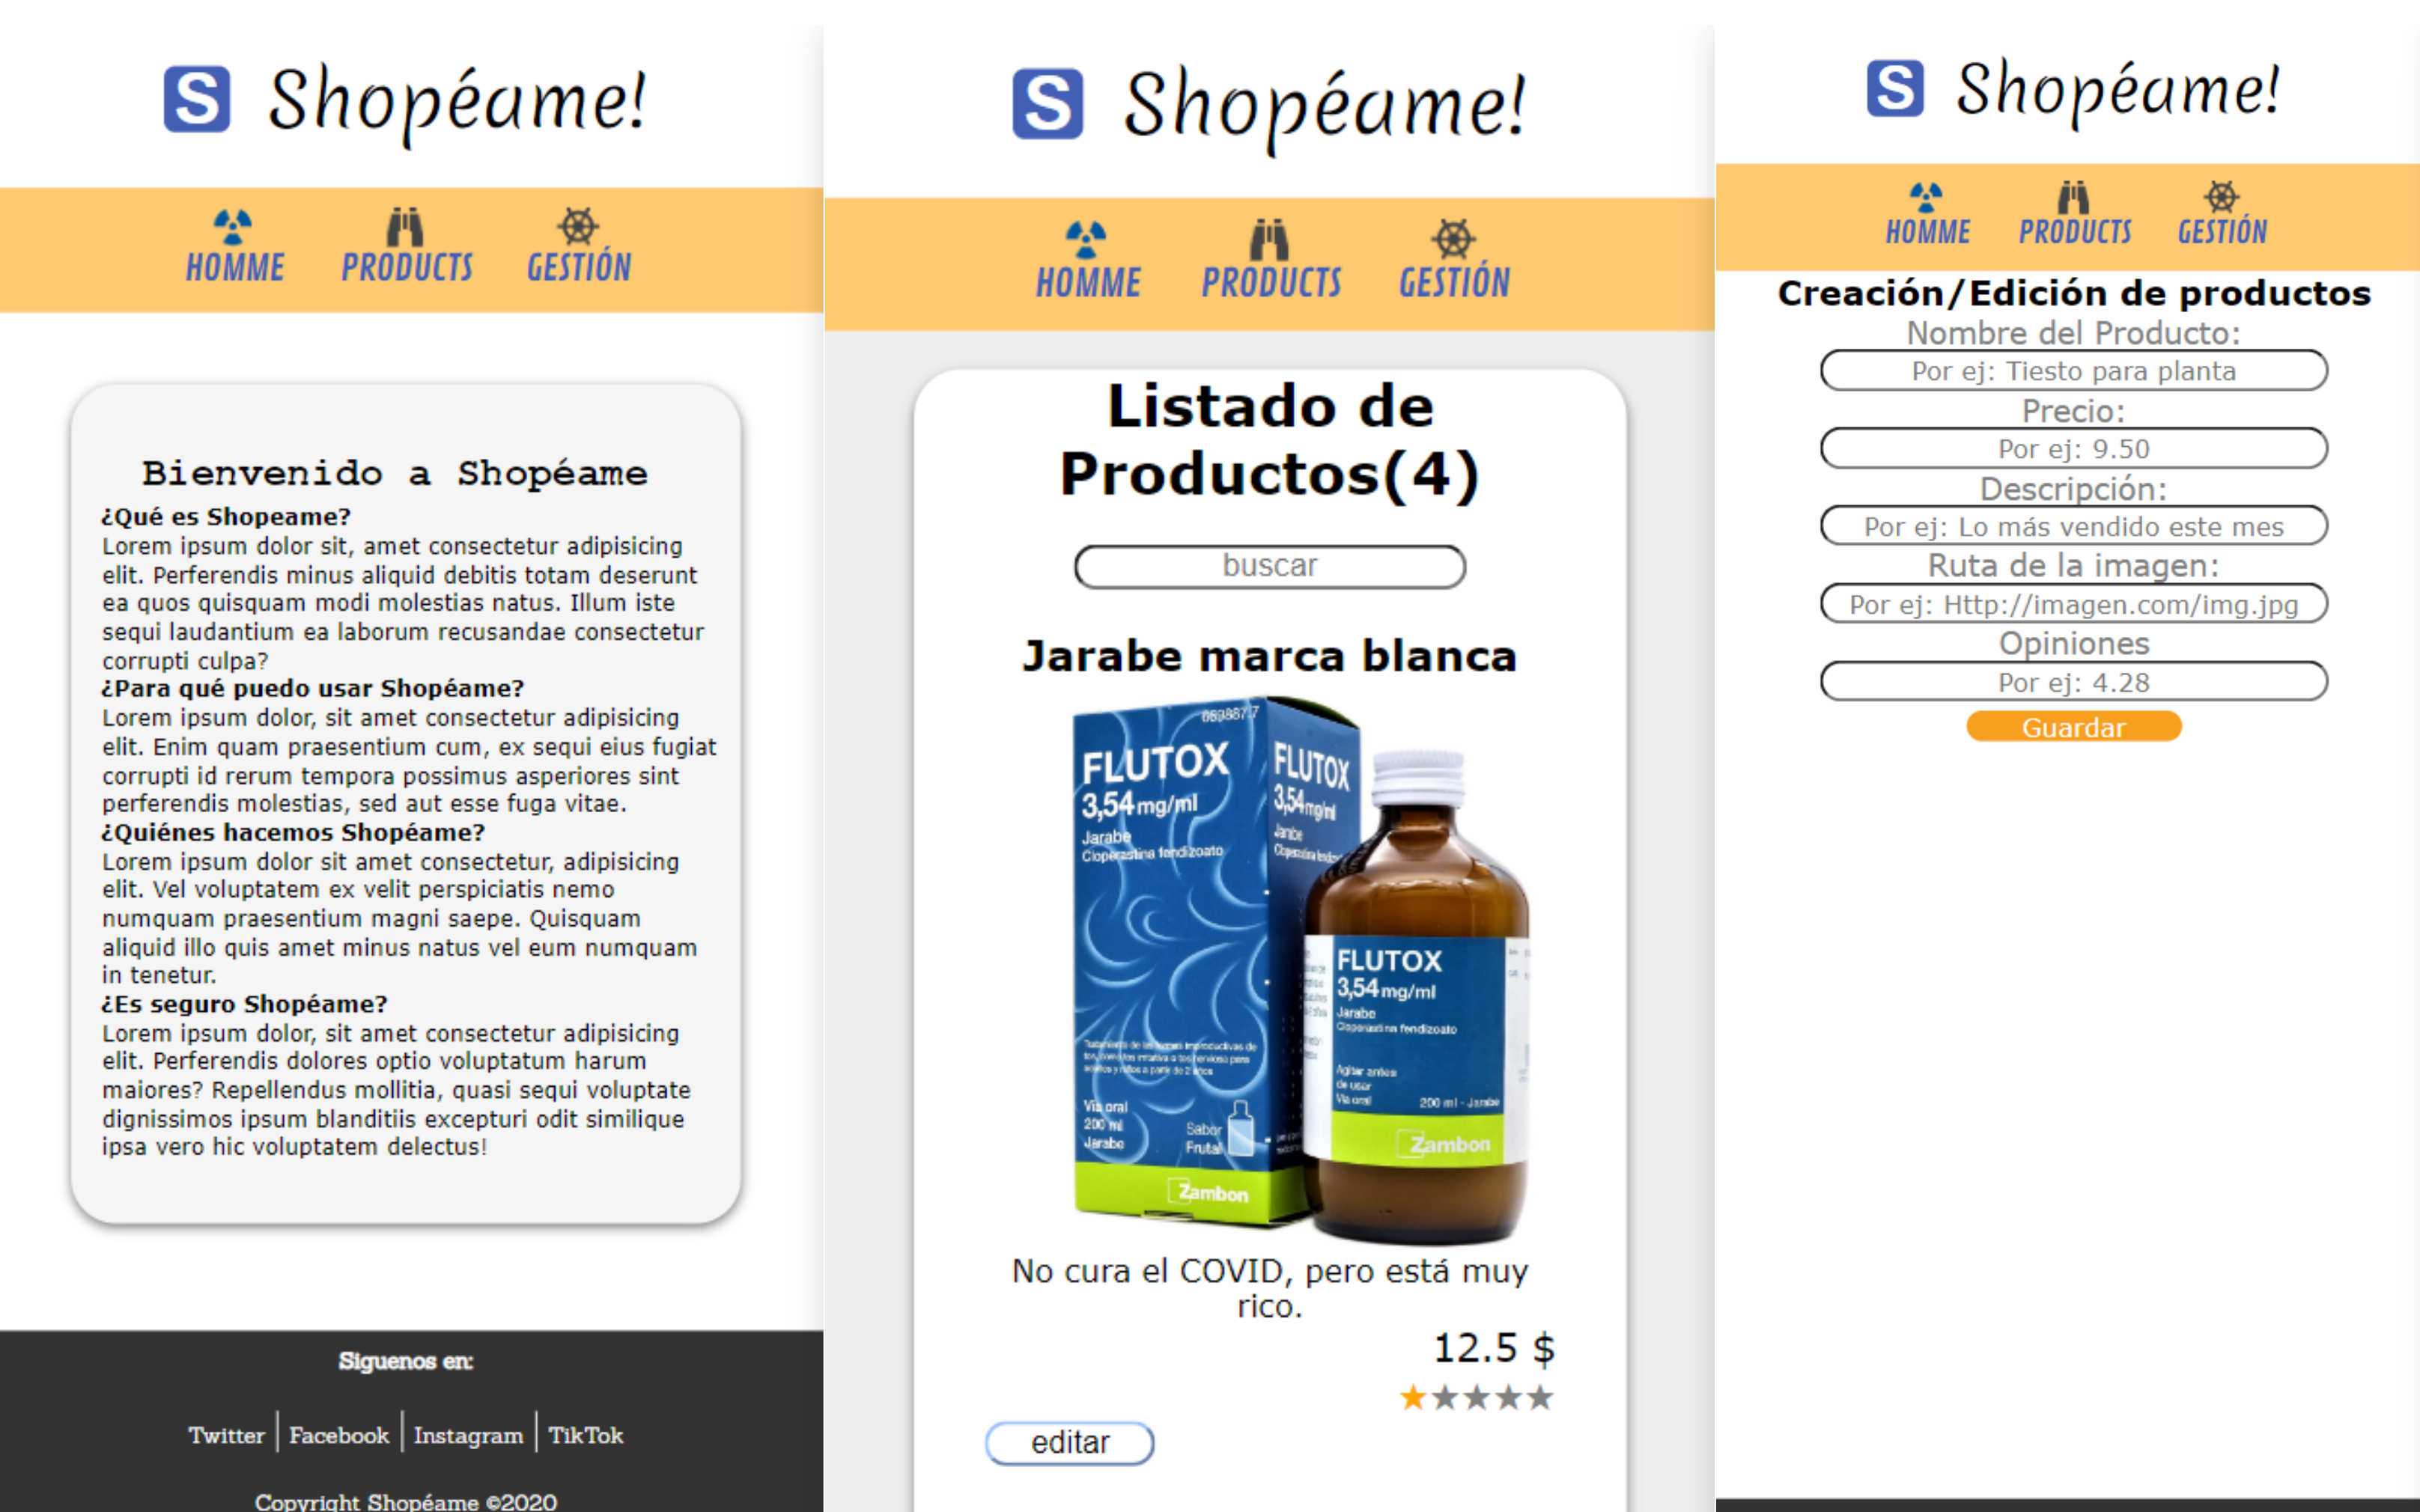 S Shopéame!
HOMME PRODUCTS GESTIÓN
Bienvenido a Shopéame
¿Qué es Shopeame?
Lorem ipsum dolor sit, amet consectetur adipisicing
elit. Perferendis minus aliquid debitis totam deserunt
ea quos quisquam modi molestias natus. Illum iste
sequi laudantium ea laborum recusandae consectetur
corrupti culpa?
¿Para qué puedo usar Shopéame?
Lorem ipsum dolor, sit amet consectetur adipisicing
elit. Enim quam praesentium cum, ex sequi eius fugiat
corrupti id rerum tempora possimus asperiores sint
perferendis molestias, sed aut esse fuga vitae.
¿Quiénes hacemos Shopéame?
Lorem ipsum dolor sit amet consectetur, adipisicing
elit. Vel voluptatem ex velit perspiciatis nemo
numquam praesentium magni saepe. Quisquam
aliquid illo quis amet minus natus vel eum numquam
in tenetur.
¿Es seguro Shopéame?
Lorem ipsum dolor, sit amet consectetur adipisicing
elit. Perferendis dolores optio voluptatum harum
maiores? Repellendus mollitia, quasi sequi voluptate
dignissimos ipsum blanditiis excepturi odit similique
ipsa vero hic voluptatem delectus!
Siguenos en:
Twitter Facebook Instagram TikTok
Copyright Shopéame ©2020
S Shopéame!
HOMME PRODUCTS GESTIÓN
Listado de
Productos(4)
buscar
Jarabe marca blanca
FLUTOX
3,54 mg/ml
Jarabe
Cloperastina fendizoato
Vía oral
200 ml
Jarabe
Sabor
Frutal
Zambon
FLUTOX
3,54 mg/ml
Jarabe
FLUTOX
3,54 mg/ml
Jarabe
Cloperastina fendizoato
Agitar antes
de usar
Vía oral
200 ml - Jarabe
Zambon
No cura el COVID, pero está muy
rico.
12.5 $
editar
S Shopéame!
HOMME PRODUCTS GESTIÓN
Creación/Edición de productos
Nombre del Producto:
Por ej: Tiesto para planta
Precio:
Por ej: 9.50
Descripción:
Por ej: Lo más vendido este mes
Ruta de la imagen:
Por ej: Http://imagen.com/img.jpg
Opiniones
Por ej: 4.28
Guardar